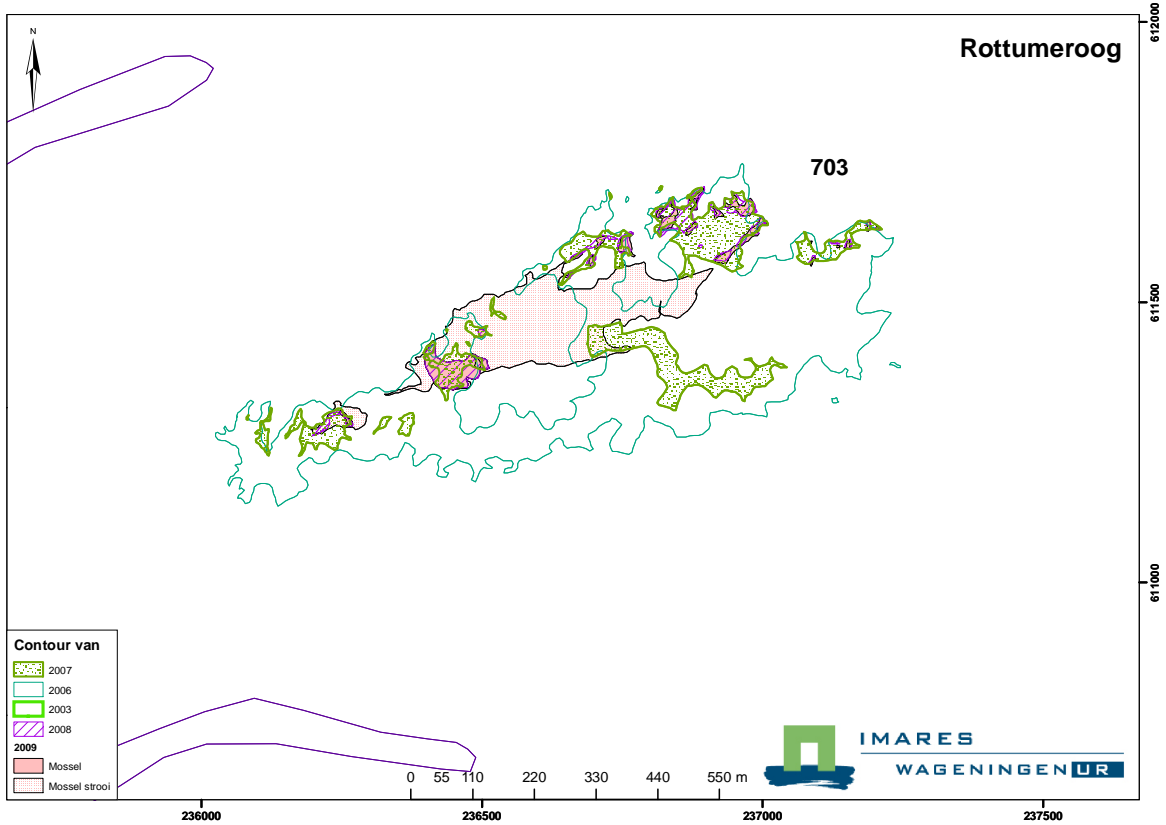 N
Rottumeroog
703
612000
611500
611000
Contour van
2007
2006
2003
2008
2009
Mossel
Mossel strooi
0 55 110 220 330 440 550 m
IMARES
WAGENINGEN UR
236000 236500 237000 237500